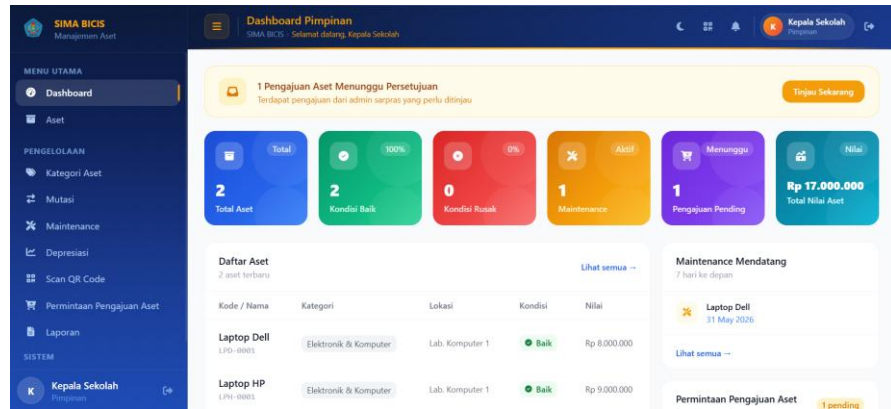 SIMA BICIS
Manajemen Aset
MENU UTAMA
Dashboard
Aset
PENGELOLAAN
Kategori Aset
Mutasi
Maintenance
Depresiasi
Scan QR Code
Permintaan Pengajuan Aset
Laporan
SISTEM
K
Kepala Sekolah
Pimpinan
Dashboard Pimpinan
SIMA BICIS · Selamat datang, Kepala Sekolah
K
Kepala Sekolah
Pimpinan
1 Pengajuan Aset Menunggu Persetujuan
Terdapat pengajuan dari admin sarpras yang perlu ditinjau
Tinjau Sekarang
Total
2
Total Aset
100%
2
Kondisi Baik
0%
0
Kondisi Rusak
Aktif
1
Maintenance
Menunggu
1
Pengajuan Pending
Nilai
Rp 17.000.000
Total Nilai Aset
Daftar Aset
2 aset terbaru
Lihat semua →
Kode / Nama Kategori Lokasi Kondisi Nilai
Laptop Dell Elektronik & Komputer Lab. Komputer 1 Baik Rp 8.000.000
LPD-0001
Laptop HP Elektronik & Komputer Lab. Komputer 1 Baik Rp 9.000.000
LPH-0001
Maintenance Mendatang
7 hari ke depan
Laptop Dell
31 May 2026
Lihat semua →
Permintaan Pengajuan Aset
1 pending